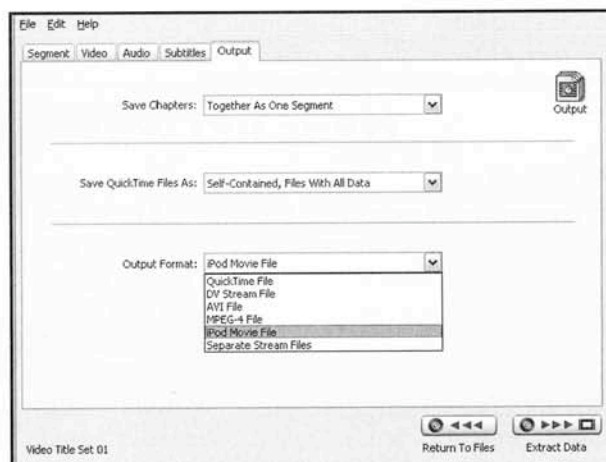 File Edit Help
Segment Video Audio Subtitles Output
Save Chapters: Together As One Segment
Output
Save QuickTime Files As: Self-Contained, Files With All Data
Output Format: iPod Movie File
QuickTime File
DV Stream File
AVI File
MPEG-4 File
iPod Movie File
Separate Stream Files
Video Title Set 01
Return To Files
Extract Data